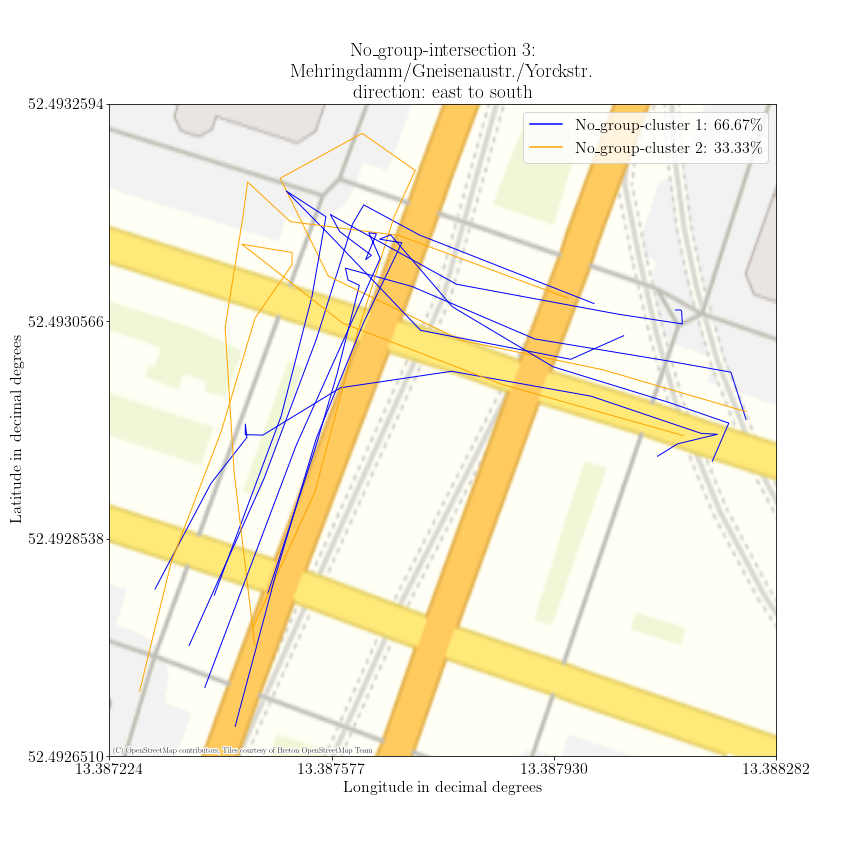 No_group-intersection 3:
Mehringdamm/Gneisenaustr./Yorckstr.
direction: east to south
No_group-cluster 1: 66.67%
No_group-cluster 2: 33.33%
52.4932594
52.4930566
52.4928538
52.4926510
Latitude in decimal degrees
(C) OpenStreetMap contributors, Tiles courtesy of Breton OpenStreetMap Team
13.387224
13.387577
13.387930
13.388282
Longitude in decimal degrees